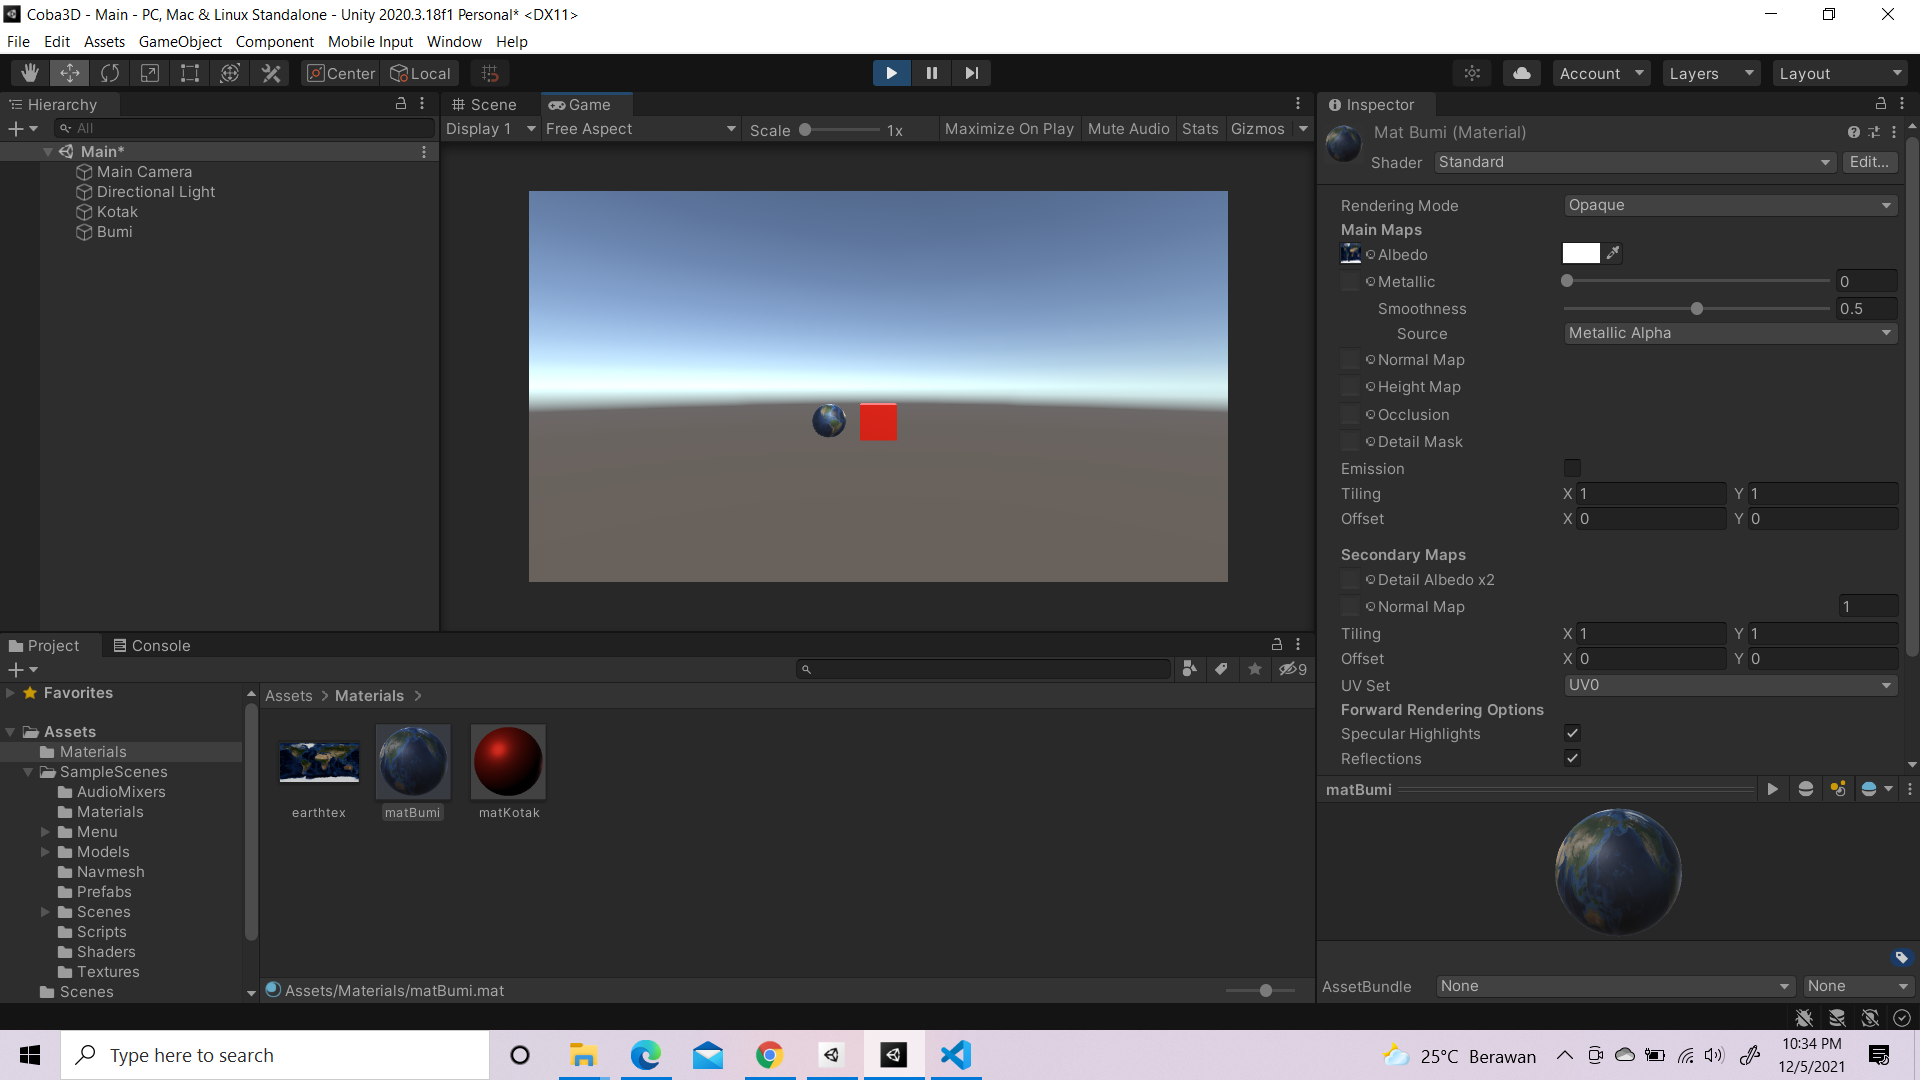 Coba3D - Main - PC, Mac & Linux Standalone - Unity 2020.3.18f1 Personal* <DX11>
File Edit Assets GameObject Component Mobile Input Window Help
Center Local Account Layers Layout
Hierarchy
All
Main*
Main Camera
Directional Light
Kotak
Bumi
Scene Game
Display 1 Free Aspect Scale 1x Maximize On Play Mute Audio Stats Gizmos
Inspector
Mat Bumi (Material)
Shader Standard Edit...
Rendering Mode Opaque
Main Maps
Albedo
Metallic 0
Smoothness 0.5
Source Metallic Alpha
Normal Map
Height Map
Occlusion
Detail Mask
Emission
Tiling X 1 Y 1
Offset X 0 Y 0
Secondary Maps
Detail Albedo x2
Normal Map 1
Tiling X 1 Y 1
Offset X 0 Y 0
UV Set UV0
Forward Rendering Options
Specular Highlights
Reflections
matBumi
AssetBundle None None
Project Console
9
Favorites
Assets
Materials
SampleScenes
AudioMixers
Materials
Menu
Models
Navmesh
Prefabs
Scenes
Scripts
Shaders
Textures
Scenes
Assets > Materials >
earthtex matBumi matKotak
Assets/Materials/matBumi.mat
Type here to search
25°C Berawan
10:34 PM
12/5/2021